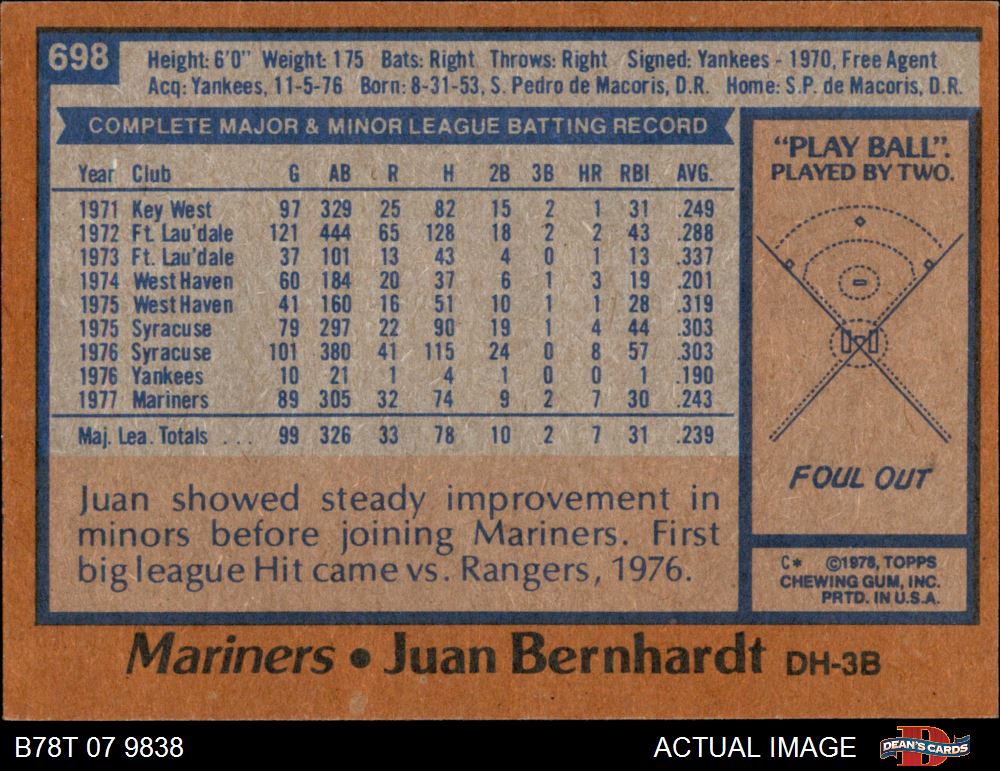 698
Height: 6'0" Weight: 175 Bats: Right Throws: Right Signed: Yankees - 1970, Free Agent
Acq: Yankees, 11-5-76 Born: 8-31-53, S. Pedro de Macoris, D.R. Home: S.P. de Macoris, D.R.
COMPLETE MAJOR & MINOR LEAGUE BATTING RECORD
Year Club G AB R H 2B 3B HR RBI AVG.
1971 Key West 97 329 25 82 15 2 1 31 .249
1972 Ft. Lau'dale 121 444 65 128 18 2 2 43 .288
1973 Ft. Lau'dale 37 101 13 43 4 0 1 13 .337
1974 West Haven 60 184 20 37 6 1 3 19 .201
1975 West Haven 41 160 16 51 10 1 1 28 .319
1975 Syracuse 79 297 22 90 19 1 4 44 .303
1976 Syracuse 101 380 41 115 24 0 8 57 .303
1976 Yankees 10 21 1 4 1 0 0 1 .190
1977 Mariners 89 305 32 74 9 2 7 30 .243
Maj. Lea. Totals . . . 99 326 33 78 10 2 7 31 .239
Juan showed steady improvement in
minors before joining Mariners. First
big league Hit came vs. Rangers, 1976.
"PLAY BALL".
PLAYED BY TWO.
FOUL OUT
C* ©1978, TOPPS
CHEWING GUM, INC.
PRTD. IN U.S.A.
Mariners • Juan Bernhardt DH-3B
B78T 07 9838
ACTUAL IMAGE
D
DEAN'S CARDS